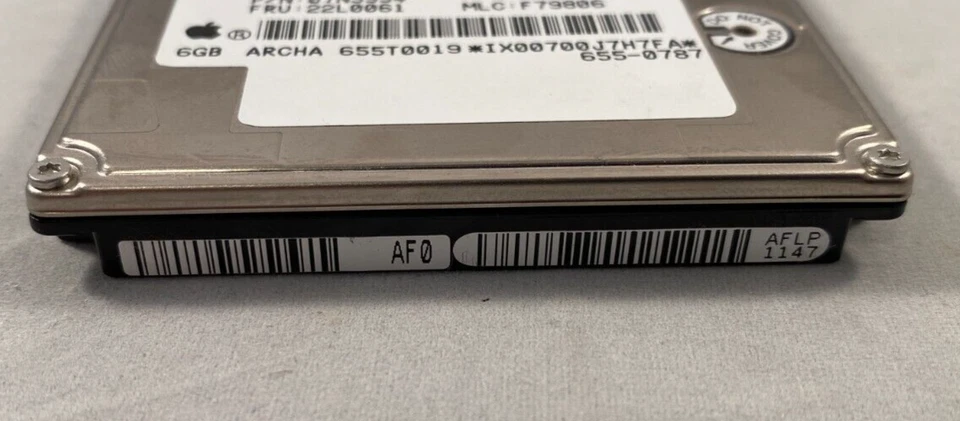 FRU:22L0061 MLC:F79806
®
6GB ARCHA 655T0019 *IX00700J7H7FA*
655-0787
DO NOT COVER
AF0
AFLP
1147